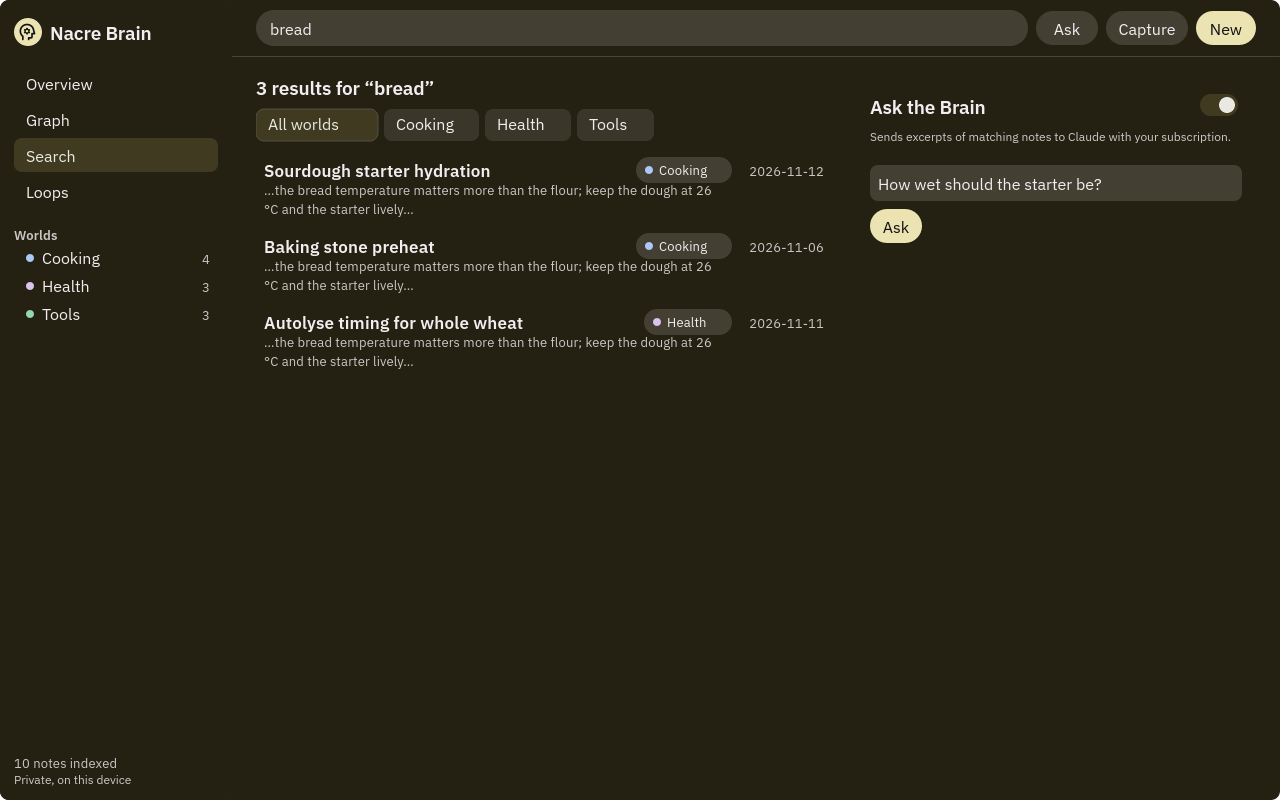 Nacre Brain
bread
Ask
Capture
New
Overview
Graph
Search
Loops
Worlds
Cooking 4
Health 3
Tools 3
10 notes indexed
Private, on this device
3 results for “bread”
All worlds
Cooking
Health
Tools
Sourdough starter hydration
Cooking
2026-11-12
…the bread temperature matters more than the flour; keep the dough at 26
°C and the starter lively…
Baking stone preheat
Cooking
2026-11-06
…the bread temperature matters more than the flour; keep the dough at 26
°C and the starter lively…
Autolyse timing for whole wheat
Health
2026-11-11
…the bread temperature matters more than the flour; keep the dough at 26
°C and the starter lively…
Ask the Brain
Sends excerpts of matching notes to Claude with your subscription.
How wet should the starter be?
Ask